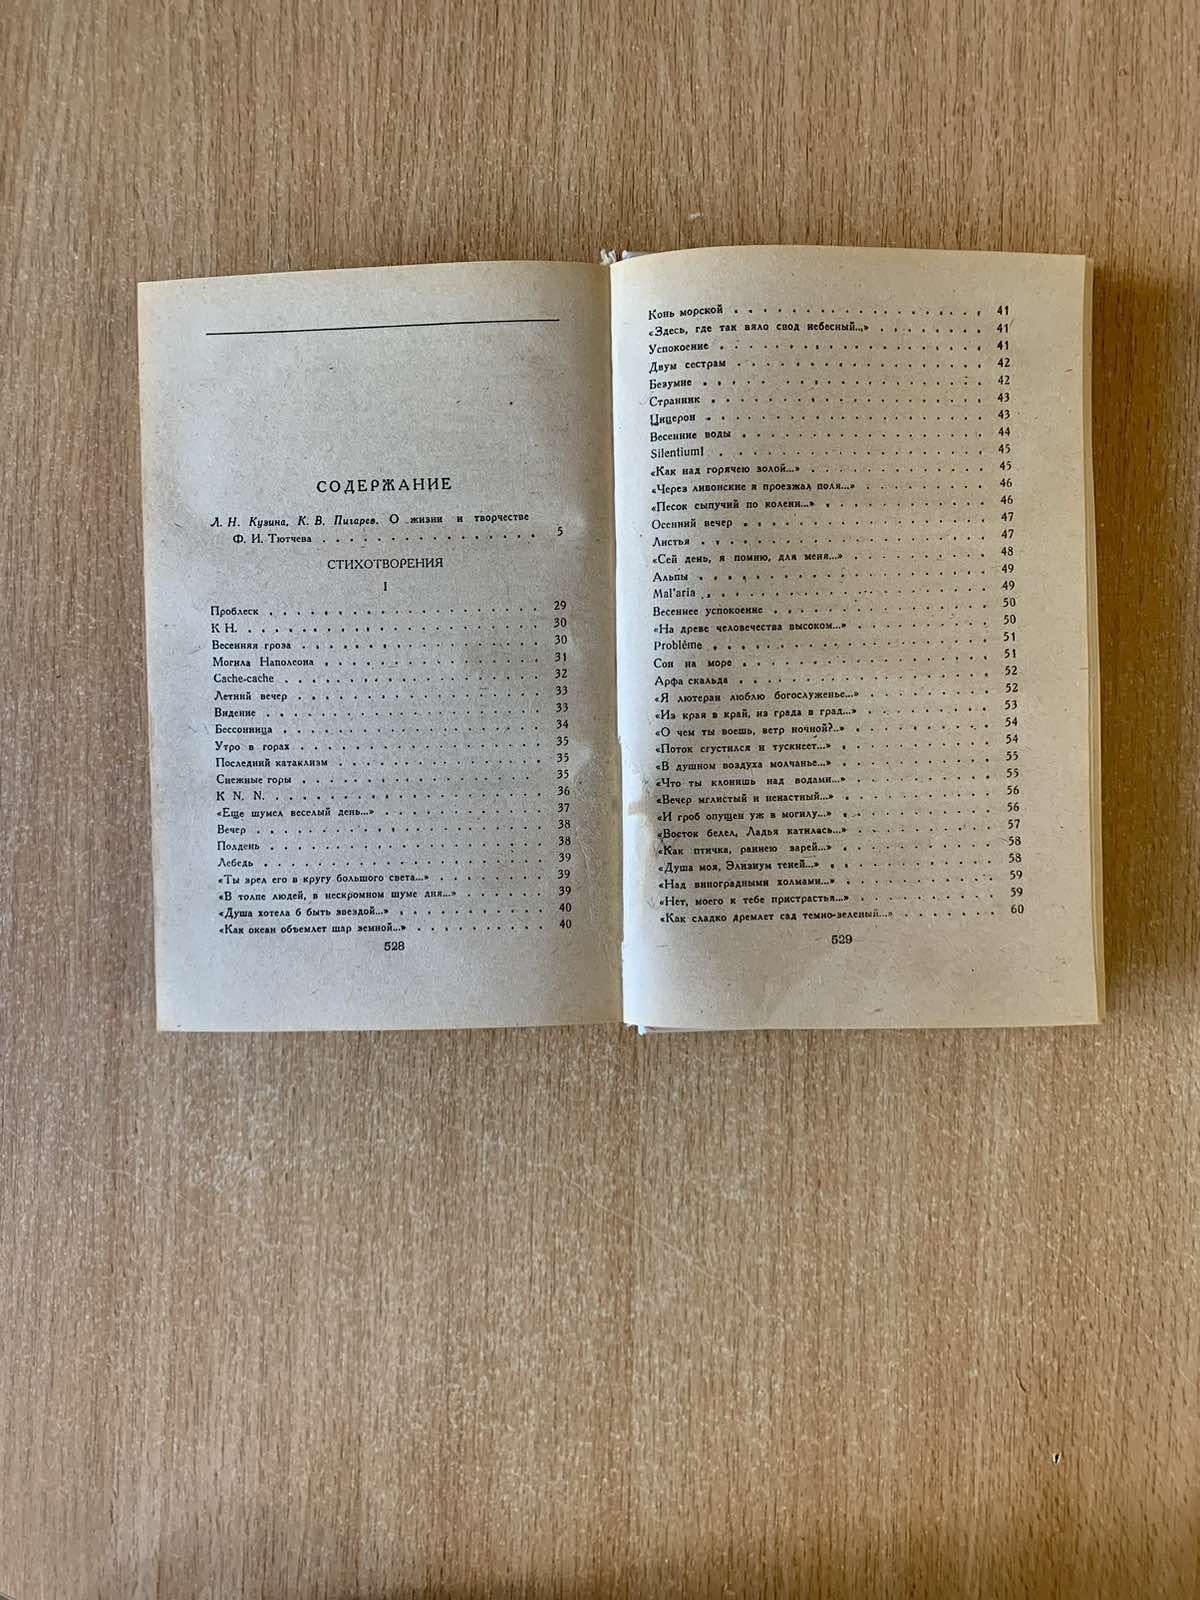 СОДЕРЖАНИЕ
Л. Н. Кузина, К. В. Пигарев. О жизни и творчестве
Ф. И. Тютчева . . . . . . . . . . . . . . . . 5
СТИХОТВОРЕНИЯ
I
Проблеск . . . . . . . . . . . . . . . . 29
К Н. . . . . . . . . . . . . . . . . 30
Весенняя гроза . . . . . . . . . . . . . . . . 30
Могила Наполеона . . . . . . . . . . . . . . . . 31
Cache-cache . . . . . . . . . . . . . . . . 32
Летний вечер . . . . . . . . . . . . . . . . 33
Видение . . . . . . . . . . . . . . . . 33
Бессонница . . . . . . . . . . . . . . . . 34
Утро в горах . . . . . . . . . . . . . . . . 35
Последний катаклизм . . . . . . . . . . . . . . . . 35
Снежные горы . . . . . . . . . . . . . . . . 35
К N. N. . . . . . . . . . . . . . . . . 36
«Еще шумел веселый день...» . . . . . . . . . . . . 37
Вечер . . . . . . . . . . . . . . . . 38
Полдень . . . . . . . . . . . . . . . . 38
Лебедь . . . . . . . . . . . . . . . . 39
«Ты зрел его в кругу большого света...» . . . . . . . . 39
«В толпе людей, в нескромном шуме дня...» . . . . . . 39
«Душа хотела б быть звездой...» . . . . . . . . . . 40
«Как океан объемлет шар земной...» . . . . . . . . . 40
528
Конь морской . . . . . . . . . . . . . . . . 41
«Здесь, где так вяло свод небесный...» . . . . . . . . 41
Успокоение . . . . . . . . . . . . . . . . 41
Двум сестрам . . . . . . . . . . . . . . . . 42
Безумие . . . . . . . . . . . . . . . . 42
Странник . . . . . . . . . . . . . . . . 43
Цицерон . . . . . . . . . . . . . . . . 43
Весенние воды . . . . . . . . . . . . . . . . 44
Silentium! . . . . . . . . . . . . . . . . 45
«Как над горячею золой...» . . . . . . . . . . . . 45
«Через ливонские я проезжал поля...» . . . . . . . . 46
«Песок сыпучий по колени...» . . . . . . . . . . . 46
Осенний вечер . . . . . . . . . . . . . . . . 47
Листья . . . . . . . . . . . . . . . . 47
«Сей день, я помню, для меня...» . . . . . . . . . . 48
Альпы . . . . . . . . . . . . . . . . 49
Mal'aria . . . . . . . . . . . . . . . . 49
Весеннее успокоение . . . . . . . . . . . . . . 50
«На древе человечества высоком...» . . . . . . . . . 50
Problème . . . . . . . . . . . . . . . . 51
Сон на море . . . . . . . . . . . . . . . . 51
Арфа скальда . . . . . . . . . . . . . . . . 52
«Я лютеран люблю богослуженье...» . . . . . . . . . 52
«Из края в край, из града в град...» . . . . . . . . . 53
«О чем ты воешь, ветр ночной?..» . . . . . . . . . . 54
«Поток сгустился и тускнеет...» . . . . . . . . . . 54
«В душном воздуха молчанье...» . . . . . . . . . . 55
«Что ты клонишь над водами...» . . . . . . . . . . 55
«Вечер мглистый и ненастный...» . . . . . . . . . . 56
«И гроб опущен уж в могилу...» . . . . . . . . . . 56
«Восток белел, Ладья катилась...» . . . . . . . . . . 57
«Как птичка, раннею зарей...» . . . . . . . . . . . 58
«Душа моя, Элизиум теней...» . . . . . . . . . . . 58
«Над виноградными холмами...» . . . . . . . . . . 59
«Нет, моего к тебе пристрастья...» . . . . . . . . . . 59
«Как сладко дремлет сад темно-зеленый...» . . . . . . . 60
529